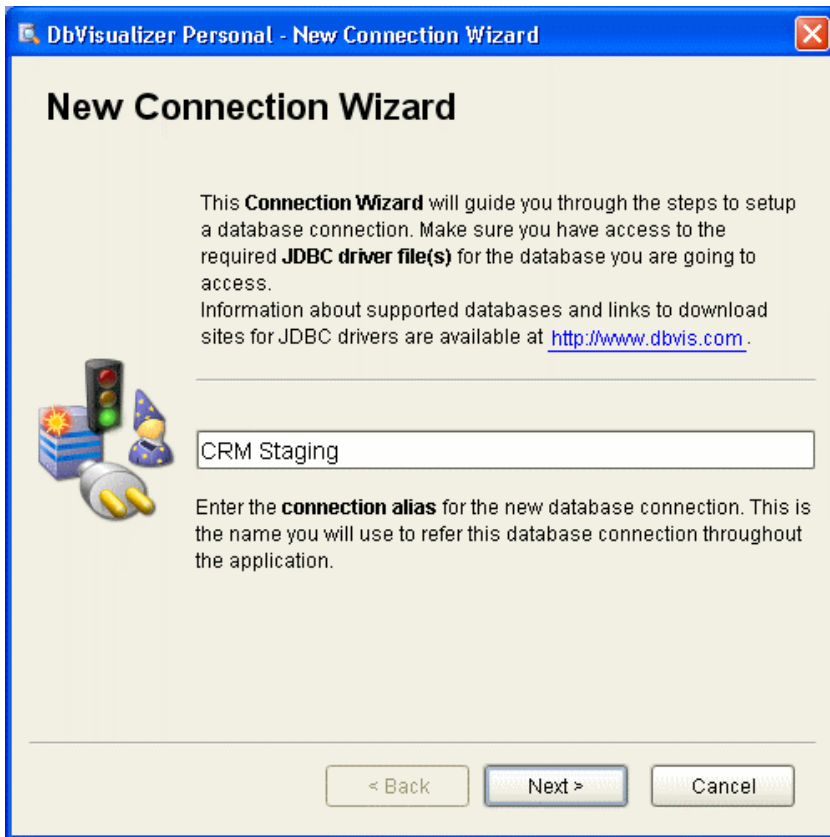 DbVisualizer Personal - New Connection Wizard
New Connection Wizard
This Connection Wizard will guide you through the steps to setup
a database connection. Make sure you have access to the
required JDBC driver file(s) for the database you are going to
access.
Information about supported databases and links to download
sites for JDBC drivers are available at http://www.dbvis.com.
CRM Staging
Enter the connection alias for the new database connection. This is
the name you will use to refer this database connection throughout
the application.
< Back
Next >
Cancel